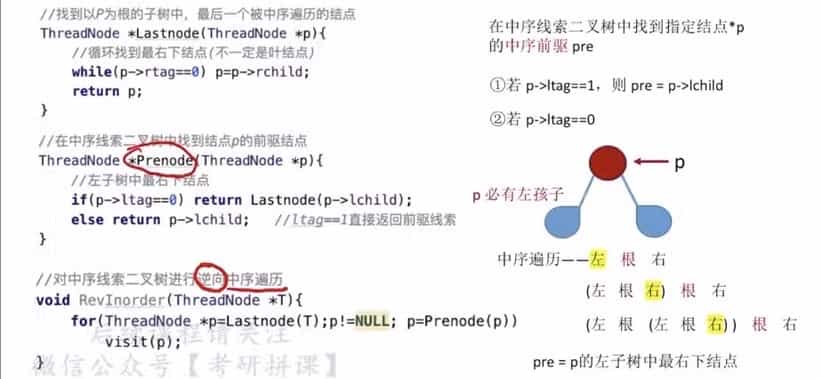 //找到以P为根的子树中，最后一个被中序遍历的结点
ThreadNode *Lastnode(ThreadNode *p){
//循环找到最右下结点(不一定是叶结点)
while(p->rtag==0) p=p->rchild;
return p;
}
//在中序线索二叉树中找到结点p的前驱结点
ThreadNode *Prenode(ThreadNode *p){
//左子树中最右下结点
if(p->ltag==0) return Lastnode(p->lchild);
else return p->lchild; //ltag==1直接返回前驱线索
}
//对中序线索二叉树进行逆向中序遍历
void RevInorder(ThreadNode *T){
for(ThreadNode *p=Lastnode(T);p!=NULL; p=Prenode(p))
visit(p);
}
后续课程请关注
微信公众号【考研拼课】
在中序线索二叉树中找到指定结点*p
的中序前驱 pre
①若 p->ltag==1，则 pre = p->lchild
②若 p->ltag==0
p
p 必有左孩子
中序遍历——左 根 右
(左 根 右) 根 右
(左 根 (左 根 右)) 根 右
pre = p的左子树中最右下结点